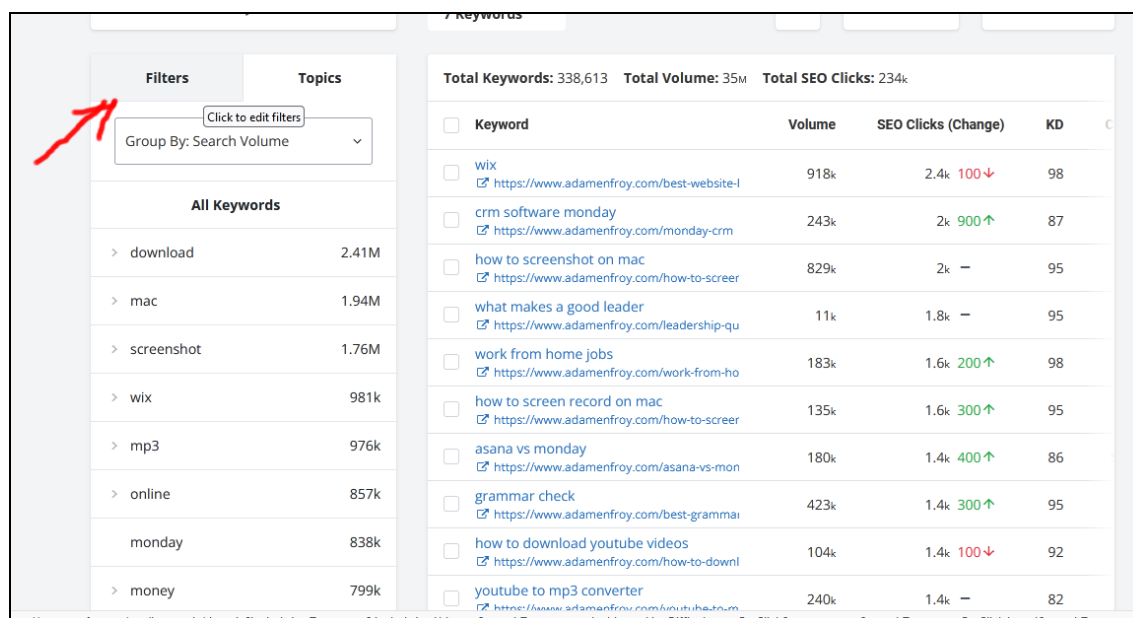 7 Keywords
Filters
Topics
Click to edit filters
Group By: Search Volume
All Keywords
download 2.41M
mac 1.94M
screenshot 1.76M
wix 981k
mp3 976k
online 857k
monday 838k
money 799k
Total Keywords: 338,613 Total Volume: 35M Total SEO Clicks: 234k
Keyword Volume SEO Clicks (Change) KD
wix 918k 2.4k 100 98
https://www.adamenfroy.com/best-website-l
crm software monday 243k 2k 900 87
https://www.adamenfroy.com/monday-crm
how to screenshot on mac 829k 2k – 95
https://www.adamenfroy.com/how-to-screer
what makes a good leader 11k 1.8k – 95
https://www.adamenfroy.com/leadership-qu
work from home jobs 183k 1.6k 200 98
https://www.adamenfroy.com/work-from-ho
how to screen record on mac 135k 1.6k 300 95
https://www.adamenfroy.com/how-to-screer
asana vs monday 180k 1.4k 400 86
https://www.adamenfroy.com/asana-vs-mon
grammar check 423k 1.4k 300 95
https://www.adamenfroy.com/best-grammar
how to download youtube videos 104k 1.4k 100 92
https://www.adamenfroy.com/how-to-downl
youtube to mp3 converter 240k 1.4k – 82
https://www.adamenfroy.com/youtube-to-m